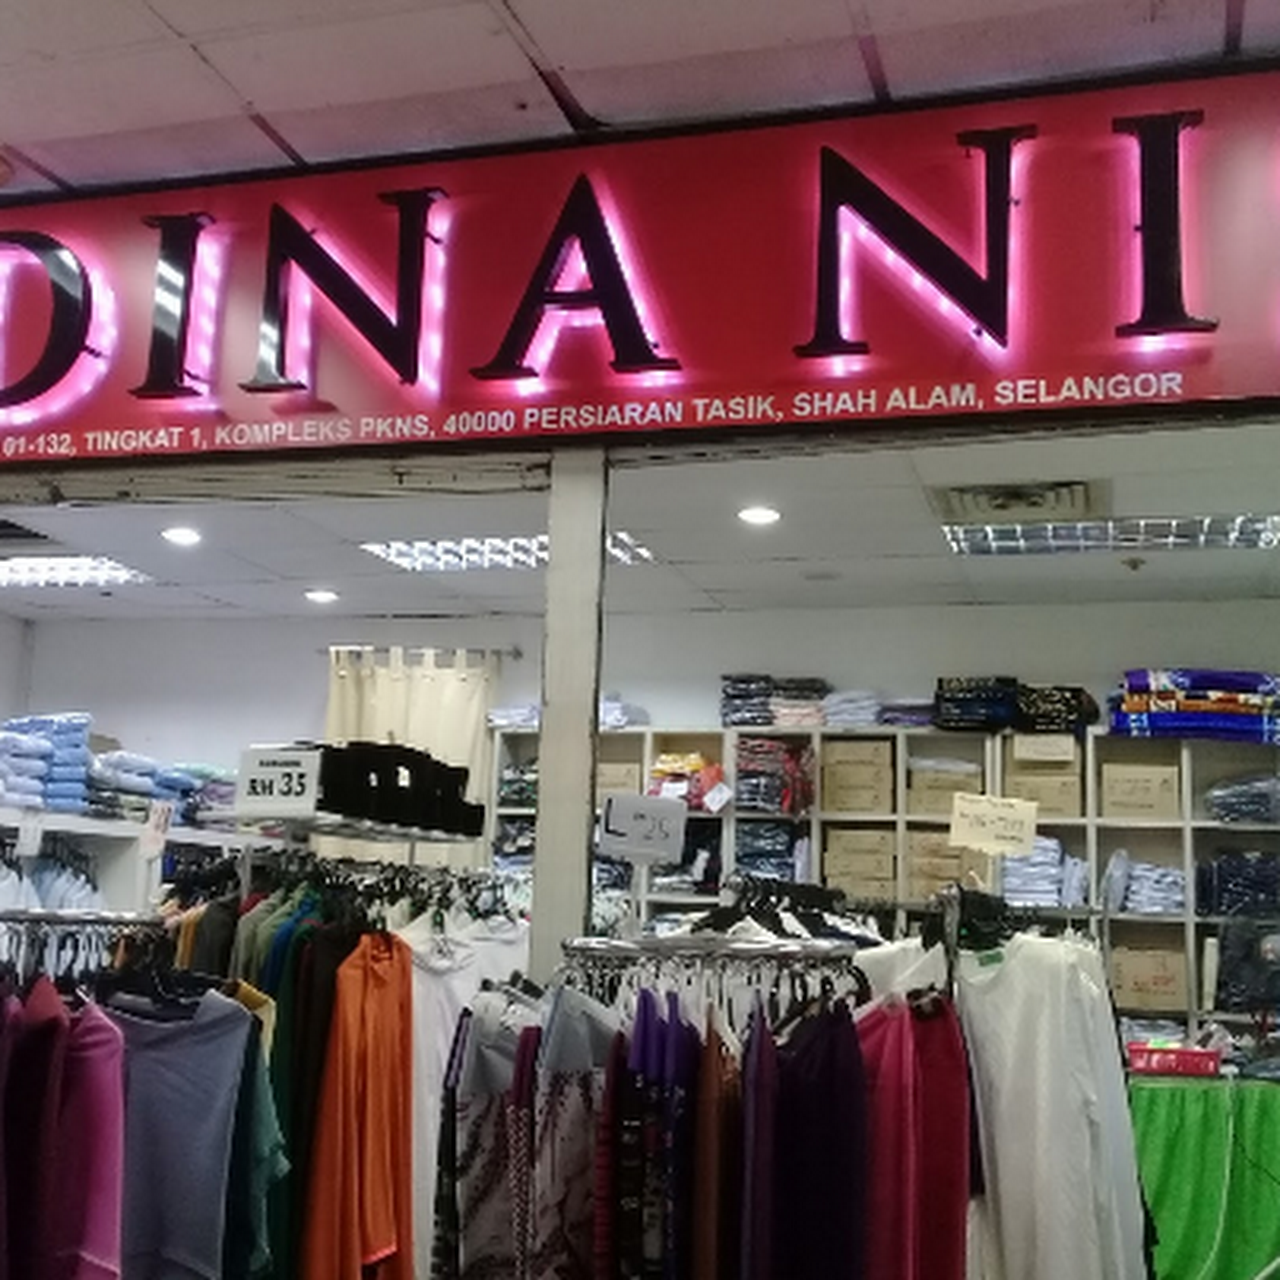 DINA NI
01-132, TINGKAT 1, KOMPLEKS PKNS, 40000 PERSIARAN TASIK, SHAH ALAM, SELANGOR
RM 35